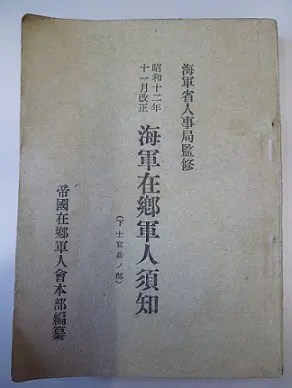 海軍省人事局監修
昭和十二年
十一月改正
海軍在鄕軍人須知
(下士官兵ノ部)
帝國在鄕軍人會本部編纂